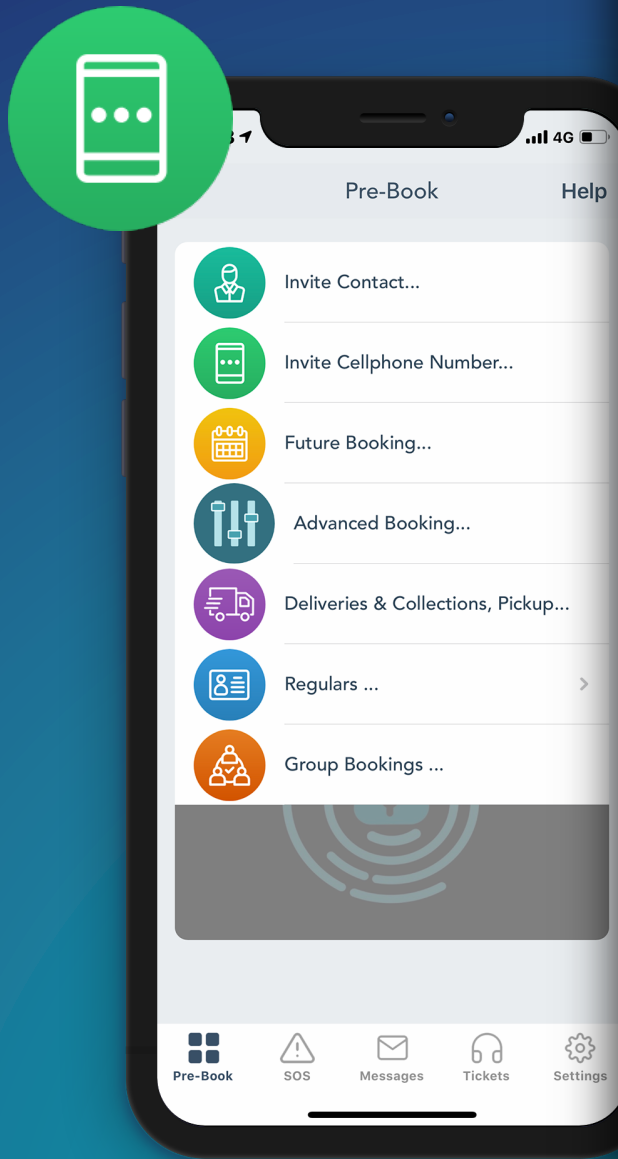 4G
Pre-Book
Help
Invite Contact...
Invite Cellphone Number...
Future Booking...
Advanced Booking...
Deliveries & Collections, Pickup...
Regulars ...
Group Bookings ...
Pre-Book
SOS
Messages
Tickets
Settings